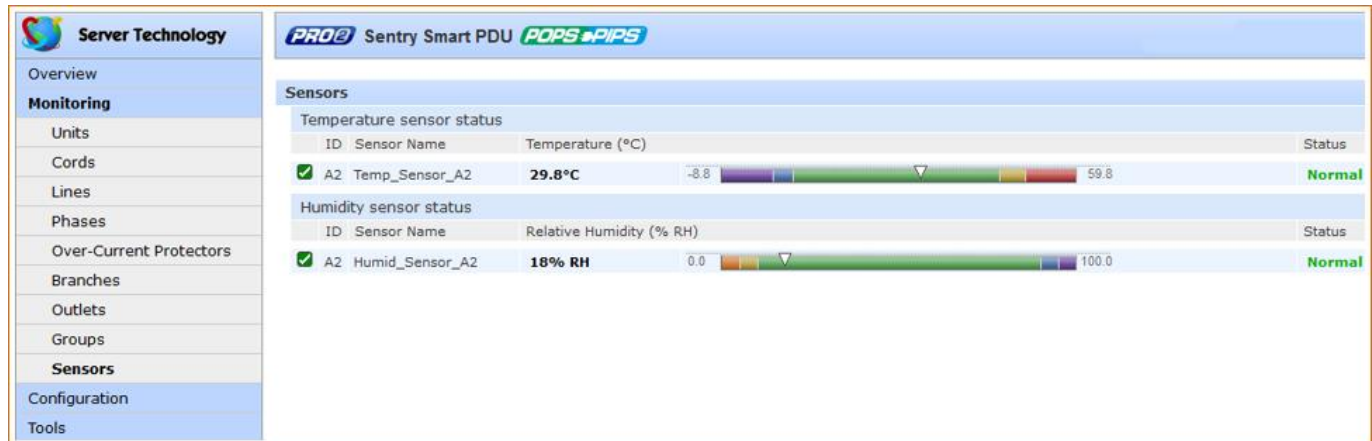 Server Technology
PRO2 Sentry Smart PDU POPS PIPS
Overview
Monitoring
Units
Cords
Lines
Phases
Over-Current Protectors
Branches
Outlets
Groups
Sensors
Configuration
Tools
Sensors
Temperature sensor status
ID Sensor Name Temperature (°C) Status
A2 Temp_Sensor_A2 29.8°C -8.8 59.8 Normal
Humidity sensor status
ID Sensor Name Relative Humidity (% RH) Status
A2 Humid_Sensor_A2 18% RH 0.0 100.0 Normal